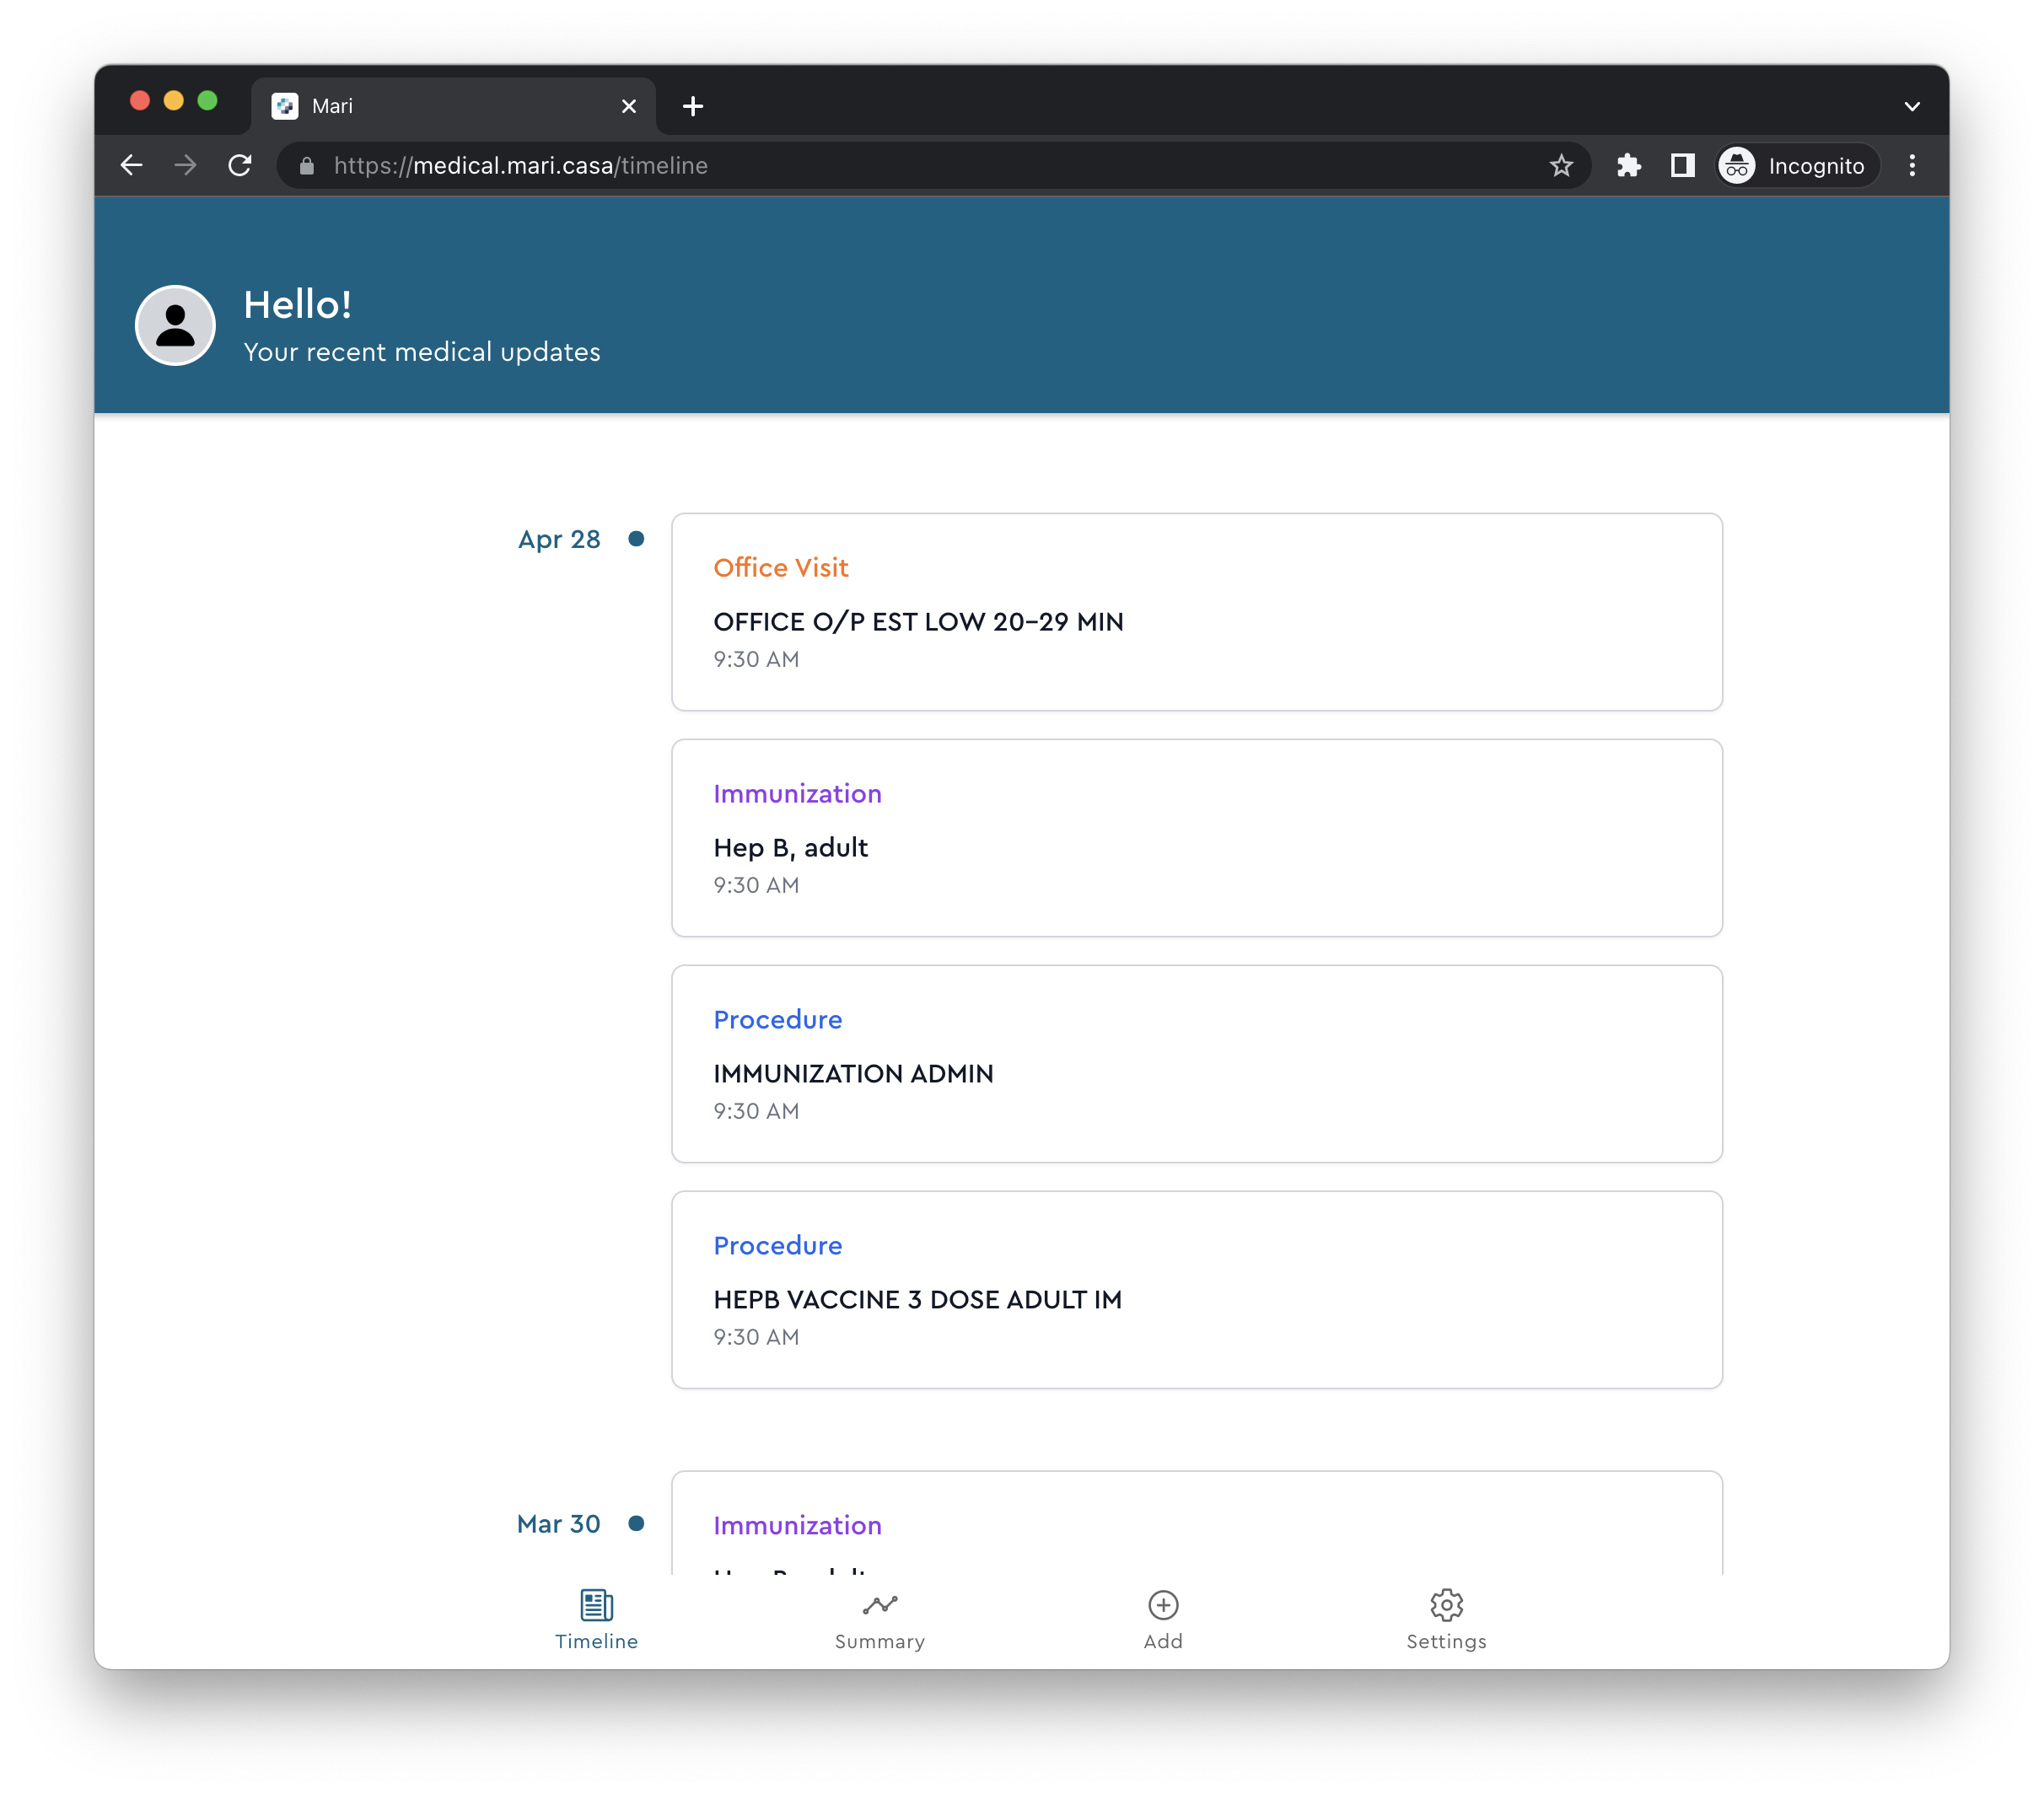 Mari
https://medical.mari.casa/timeline
Incognito
Hello!
Your recent medical updates
Apr 28
Office Visit
OFFICE O/P EST LOW 20-29 MIN
9:30 AM
Immunization
Hep B, adult
9:30 AM
Procedure
IMMUNIZATION ADMIN
9:30 AM
Procedure
HEPB VACCINE 3 DOSE ADULT IM
9:30 AM
Mar 30
Immunization
Timeline
Summary
Add
Settings